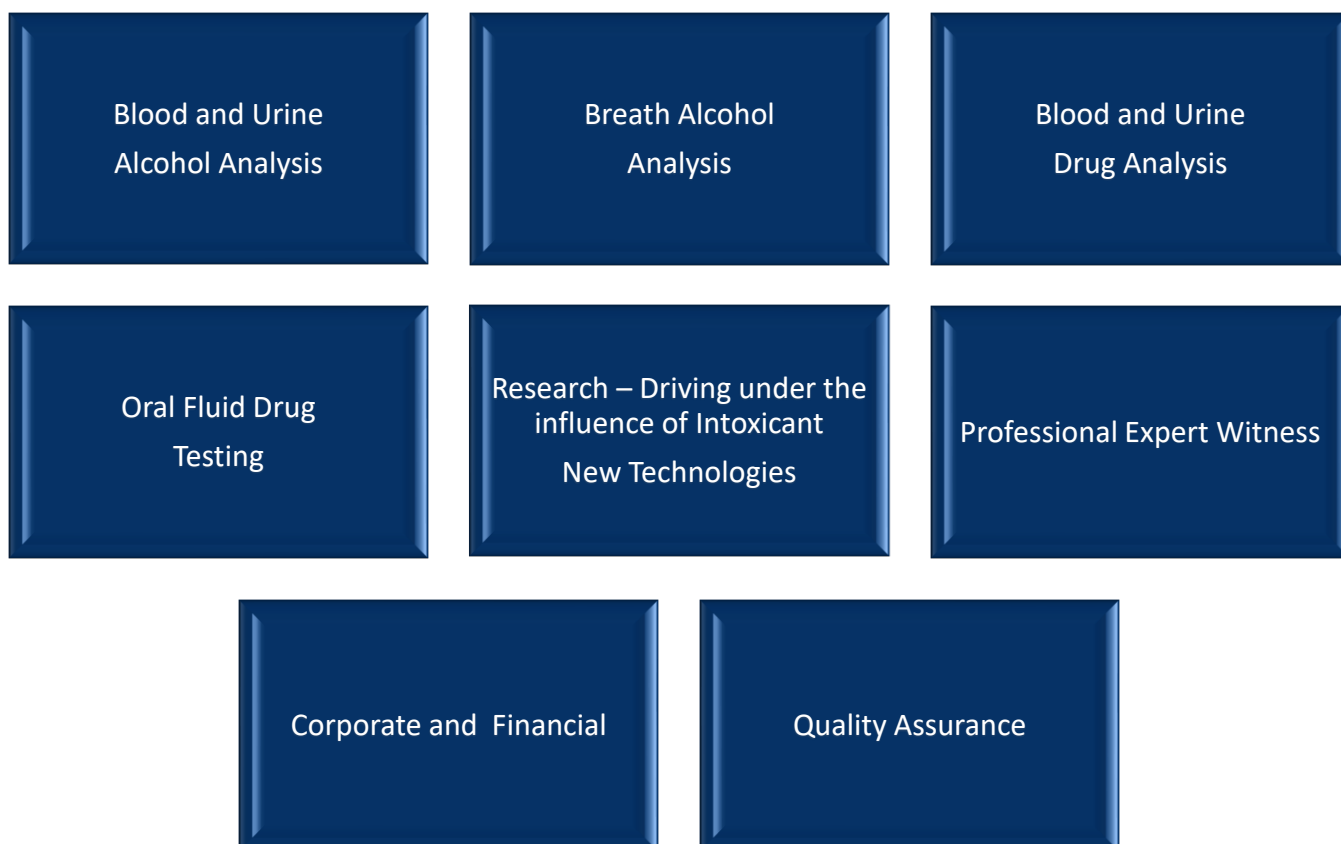 Blood and Urine
Alcohol Analysis
Breath Alcohol
Analysis
Blood and Urine
Drug Analysis
Oral Fluid Drug
Testing
Research – Driving under the
influence of Intoxicant
New Technologies
Professional Expert Witness
Corporate and  Financial
Quality Assurance